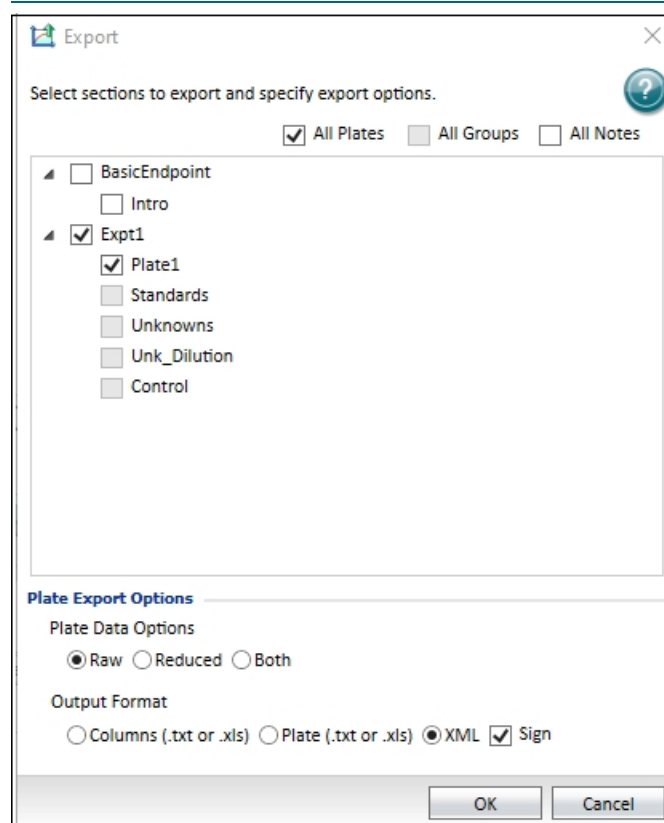 Export
Select sections to export and specify export options.
?
All Plates All Groups All Notes
BasicEndpoint
Intro
Expt1
Plate1
Standards
Unknowns
Unk_Dilution
Control
Plate Export Options
Plate Data Options
Raw Reduced Both
Output Format
Columns (.txt or .xls) Plate (.txt or .xls) XML Sign
OK Cancel